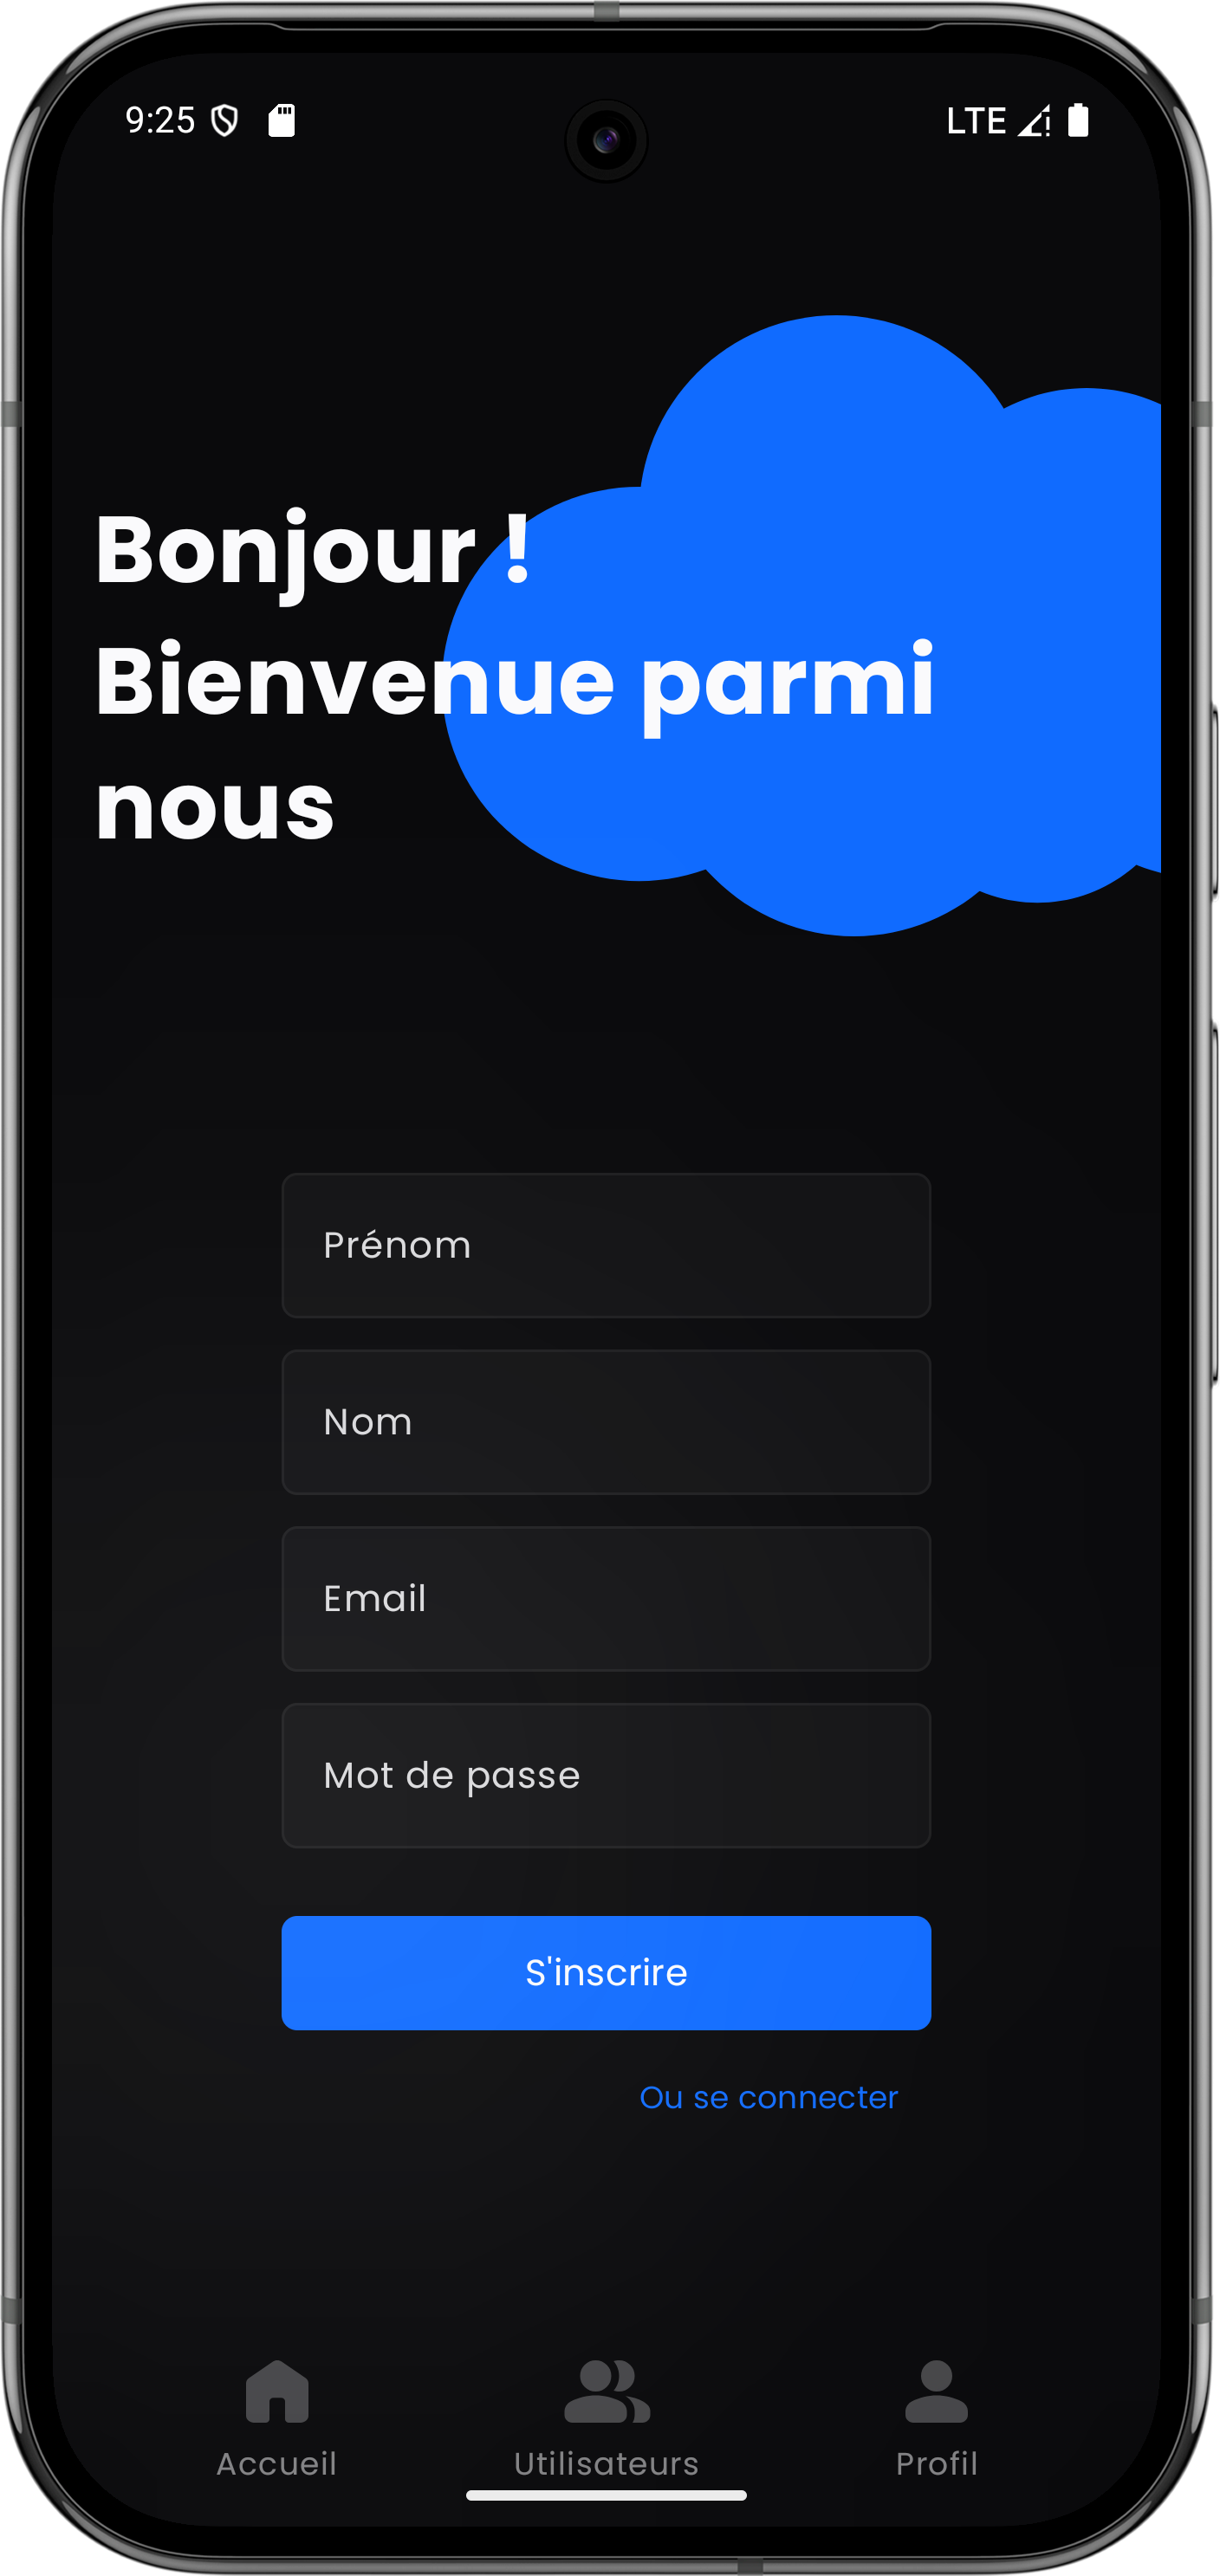 9:25
LTE
Bonjour !
Bienvenue parmi
nous
Prénom
Nom
Email
Mot de passe
S'inscrire
Ou se connecter
Accueil
Utilisateurs
Profil